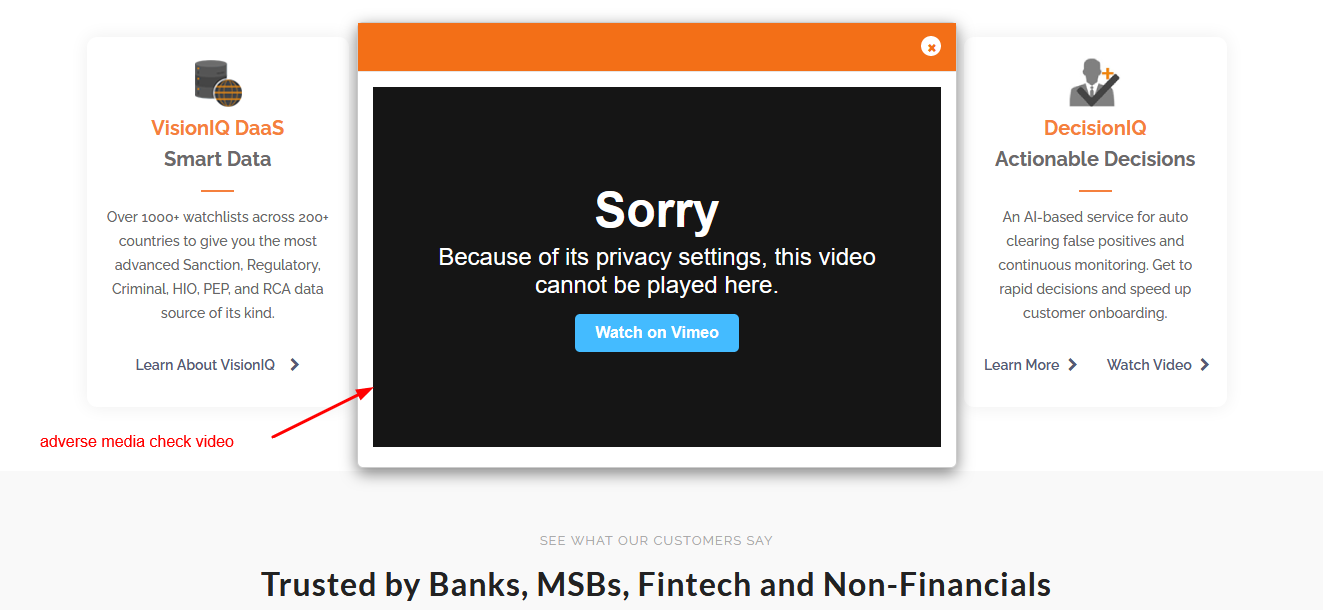 VisionIQ DaaS
Smart Data
Over 1000+ watchlists across 200+
countries to give you the most
advanced Sanction, Regulatory,
Criminal, HIO, PEP, and RCA data
source of its kind.
Learn About VisionIQ
Sorry
Because of its privacy settings, this video
cannot be played here.
Watch on Vimeo
DecisionIQ
Actionable Decisions
An AI-based service for auto
clearing false positives and
continuous monitoring. Get to
rapid decisions and speed up
customer onboarding.
Learn More
Watch Video
adverse media check video
SEE WHAT OUR CUSTOMERS SAY
Trusted by Banks, MSBs, Fintech and Non-Financials